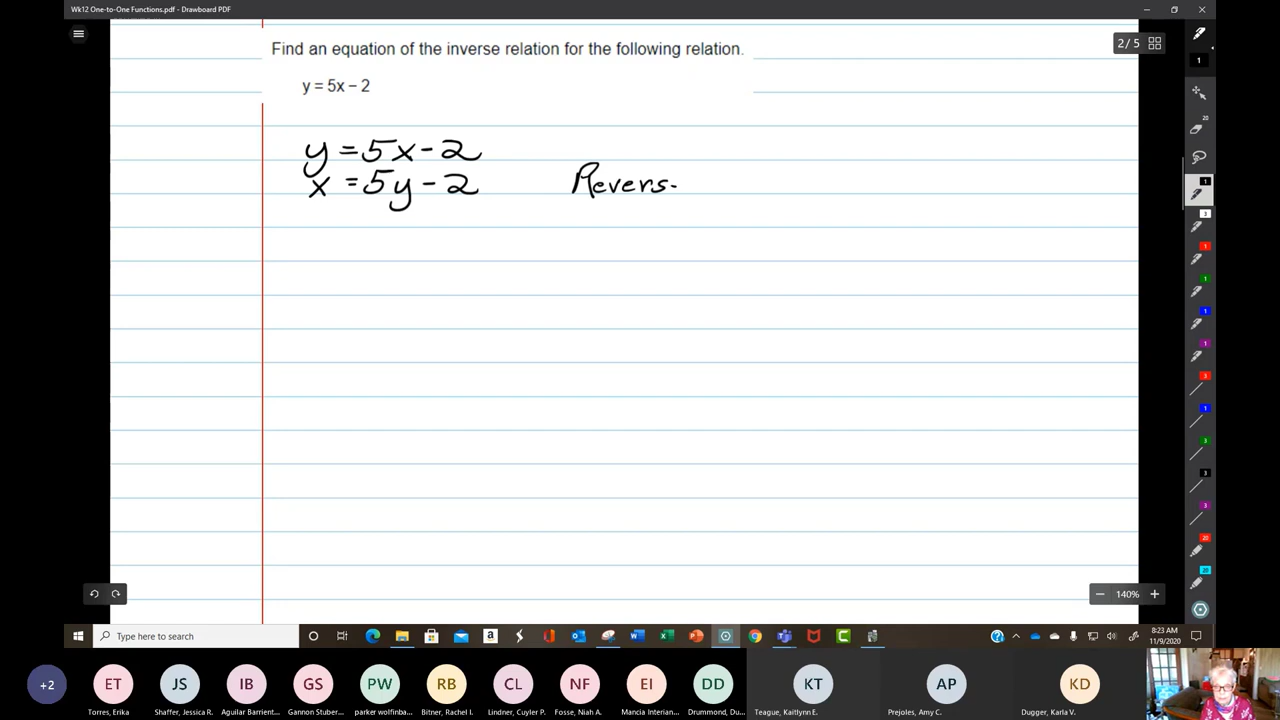 Wk12 One-to-One Functions.pdf - Drawboard PDF
Find an equation of the inverse relation for the following relation.
2 / 5
y = 5x − 2
y = 5x - 2
x = 5y - 2 Revers
140%
Type here to search
8:23 AM
11/9/2020
+2 ET JS IB GS PW RB CL NF EI DD KT AP KD
Torres, Erika Shaffer, Jessica R. Aguilar Barrient... Gannon Stuber... parker wolfinba... Bitner, Rachel I. Lindner, Cuyler P. Fosse, Niah A. Mancia Interian... Drummond, Du... Teague, Kaitlynn E. Prejoles, Amy C. Dugger, Karla V.